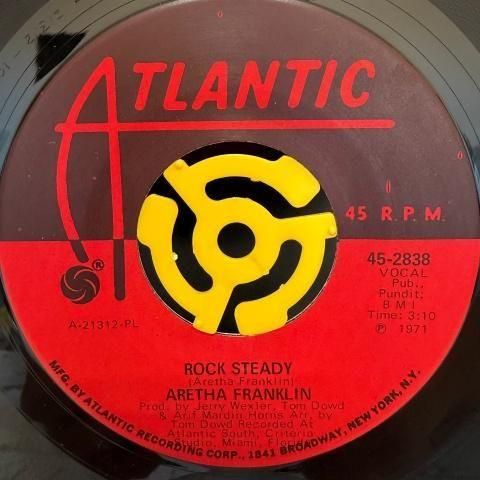 ATLANTIC
45 R.P.M.
®
45-2838
VOCAL
Pub.,
Pundit;
BMI
Time: 3:10
℗ 1971
A-21312-PL
ROCK STEADY
(Aretha Franklin)
ARETHA FRANKLIN
Prod. by Jerry Wexler, Tom Dowd
& Arif Mardin Horns Arr. by
Tom Dowd Recorded At
Atlantic South, Criteria
Studio, Miami, Florida
MFG. BY ATLANTIC RECORDING CORP., 1841 BROADWAY, NEW YORK, N.Y.